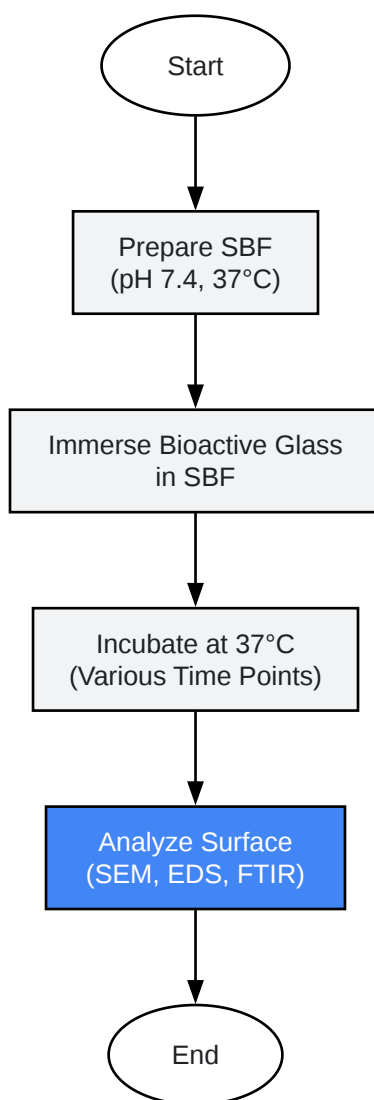 Start
Prepare SBF
(pH 7.4, 37°C)
Immerse Bioactive Glass
in SBF
Incubate at 37°C
(Various Time Points)
Analyze Surface
(SEM, EDS, FTIR)
End